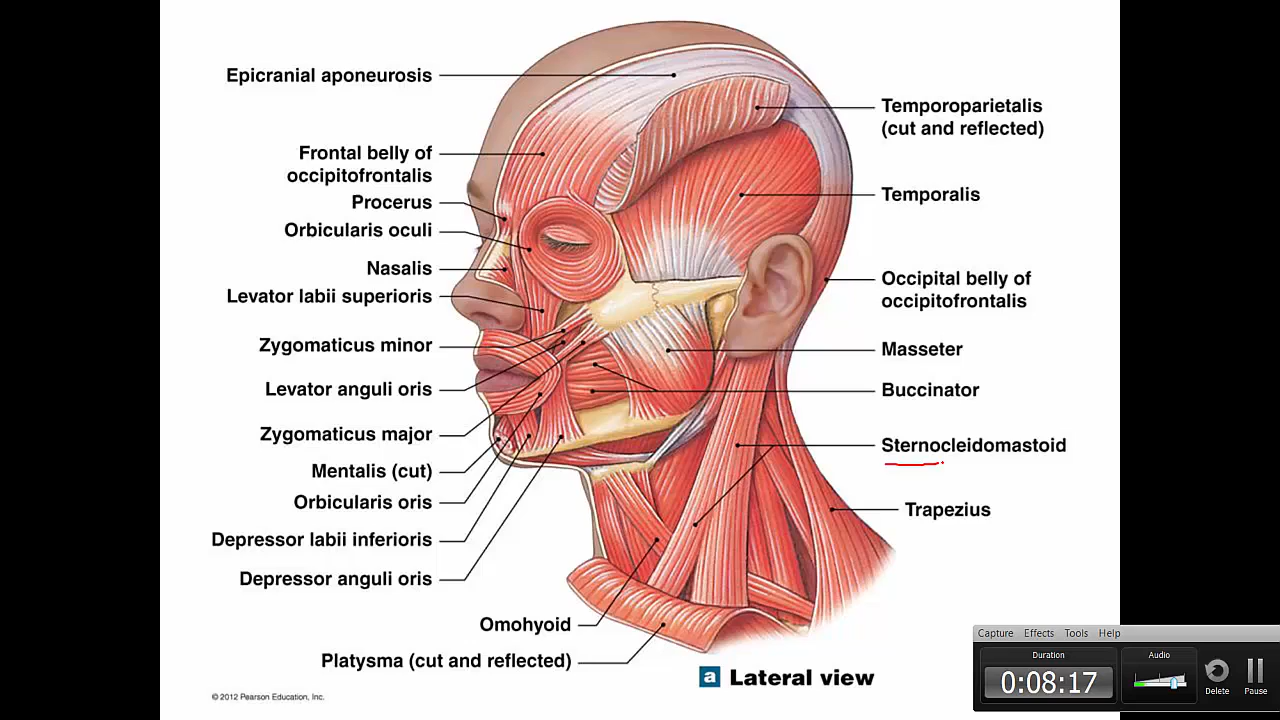 Epicranial aponeurosis
Frontal belly of
occipitofrontalis
Procerus
Orbicularis oculi
Nasalis
Levator labii superioris
Zygomaticus minor
Levator anguli oris
Zygomaticus major
Mentalis (cut)
Orbicularis oris
Depressor labii inferioris
Depressor anguli oris
Omohyoid
Platysma (cut and reflected)
Temporoparietalis
(cut and reflected)
Temporalis
Occipital belly of
occipitofrontalis
Masseter
Buccinator
Sternocleidomastoid
Trapezius
a Lateral view
© 2012 Pearson Education, Inc.
Capture Effects Tools Help
Duration
0:08:17
Audio
Delete
Pause